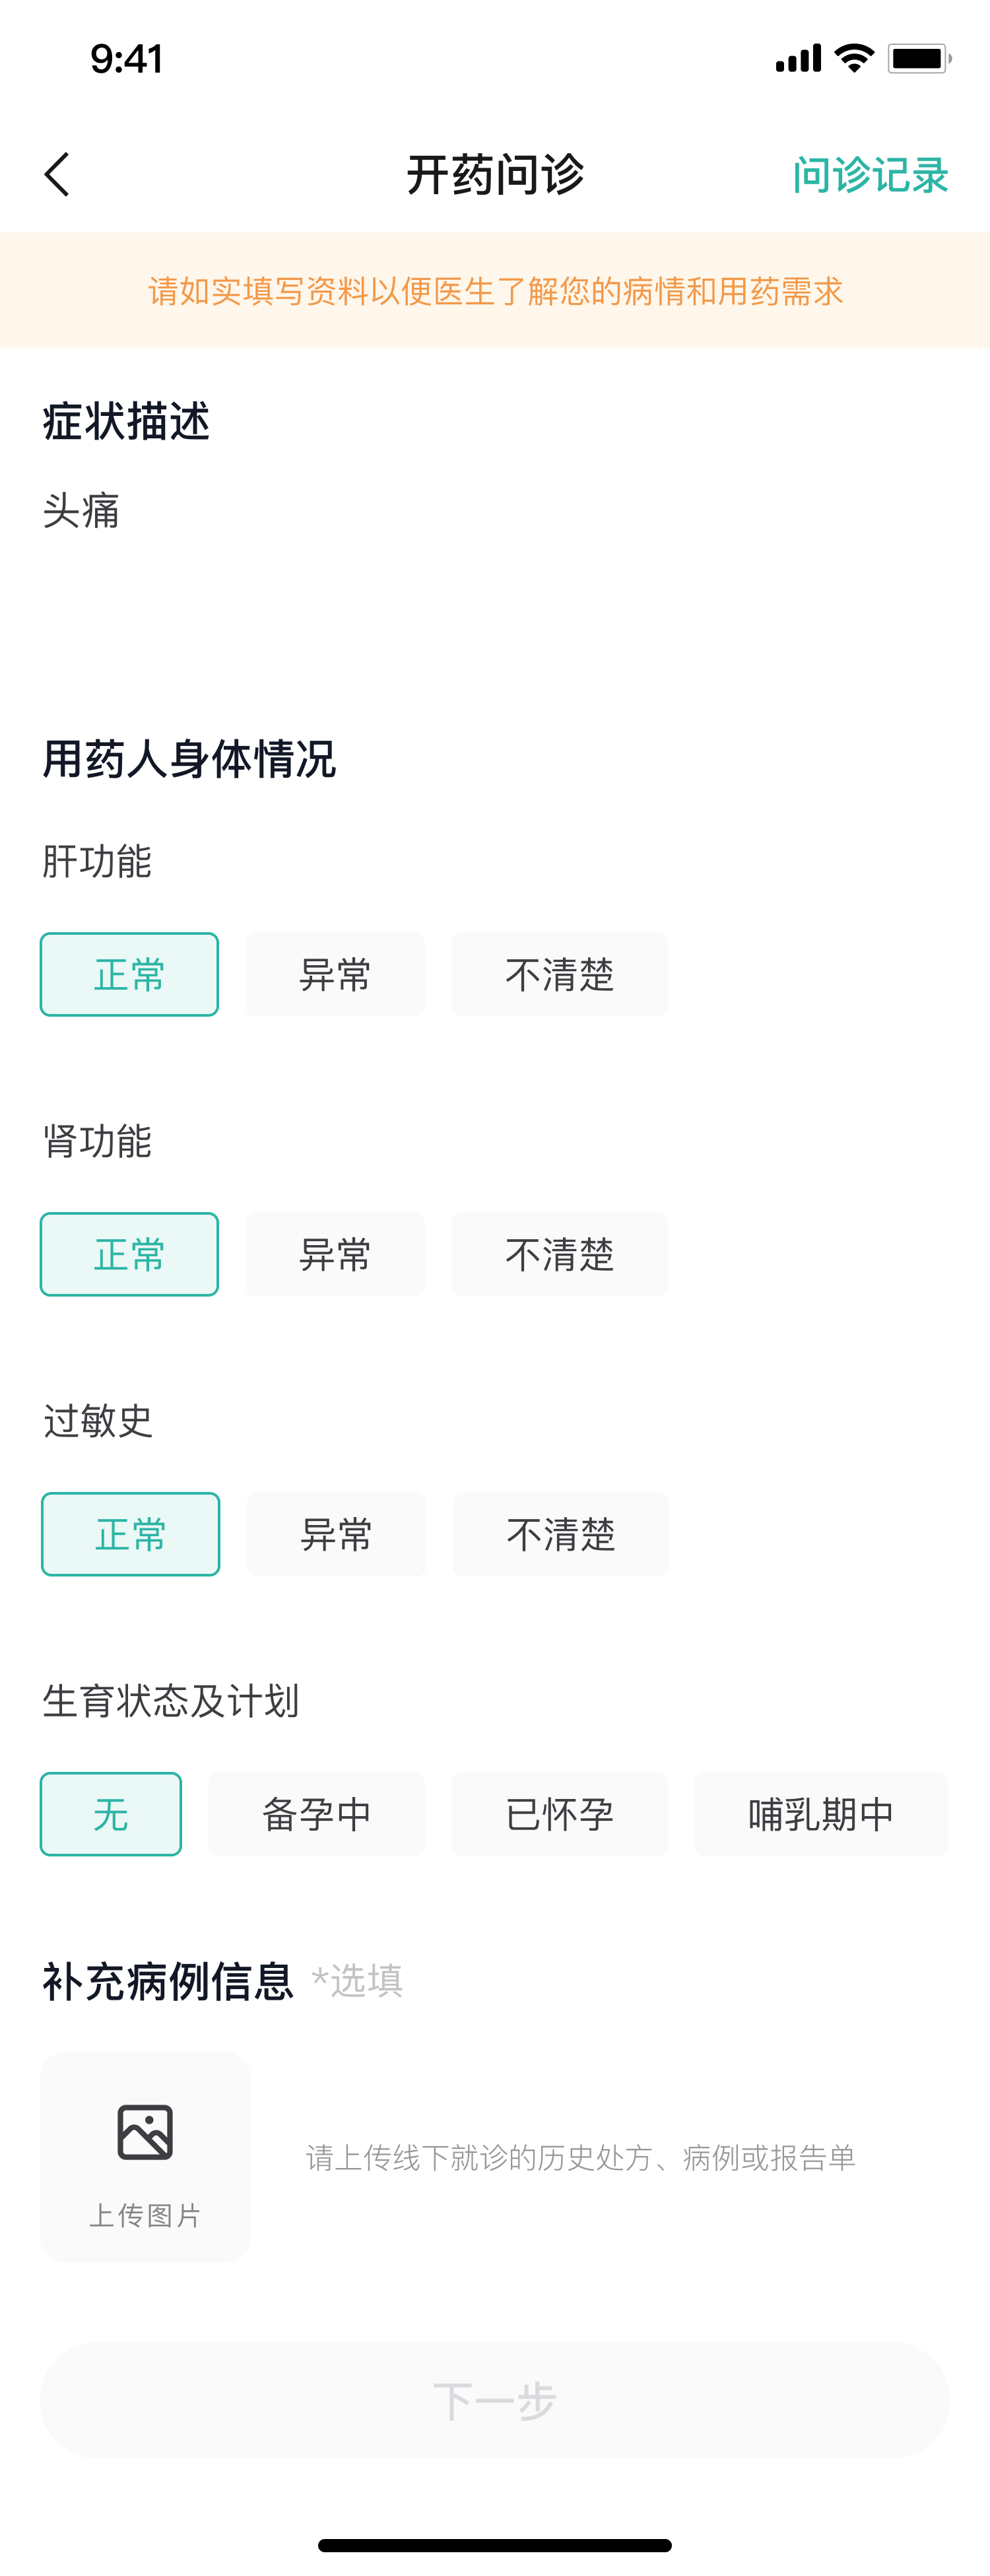 9:41
开药问诊 问诊记录
请如实填写资料以便医生了解您的病情和用药需求
症状描述
头痛
用药人身体情况
肝功能
正常 异常 不清楚
肾功能
正常 异常 不清楚
过敏史
正常 异常 不清楚
生育状态及计划
无 备孕中 已怀孕 哺乳期中
补充病例信息 *选填
请上传线下就诊的历史处方、病例或报告单
上传图片
下一步